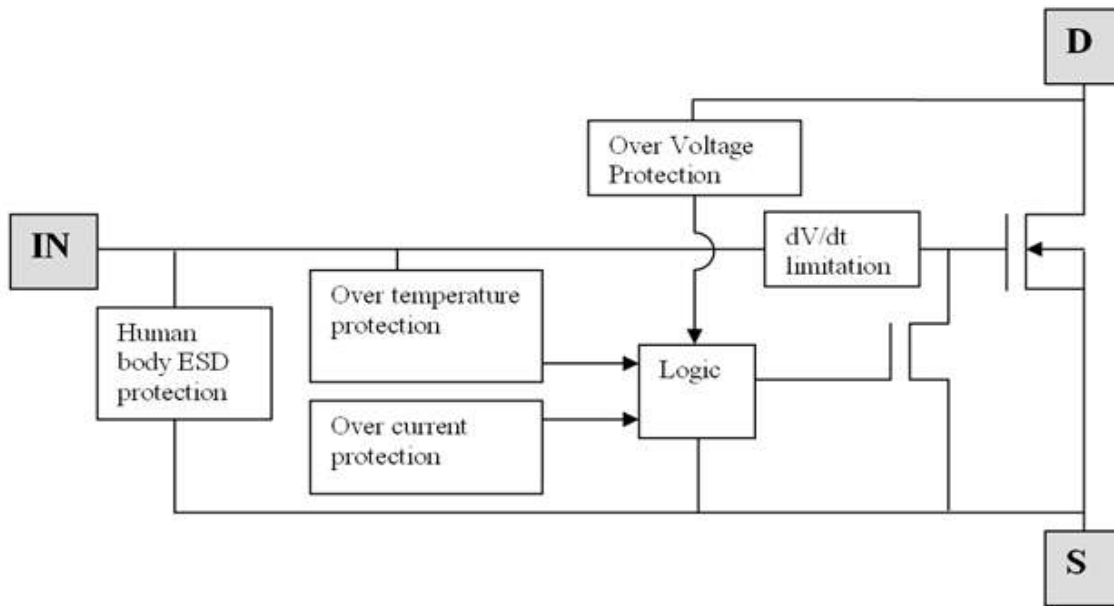 D
Over Voltage
Protection
IN
dV/dt
limitation
Over temperature
protection
Human
body ESD
protection
Logic
Over current
protection
S